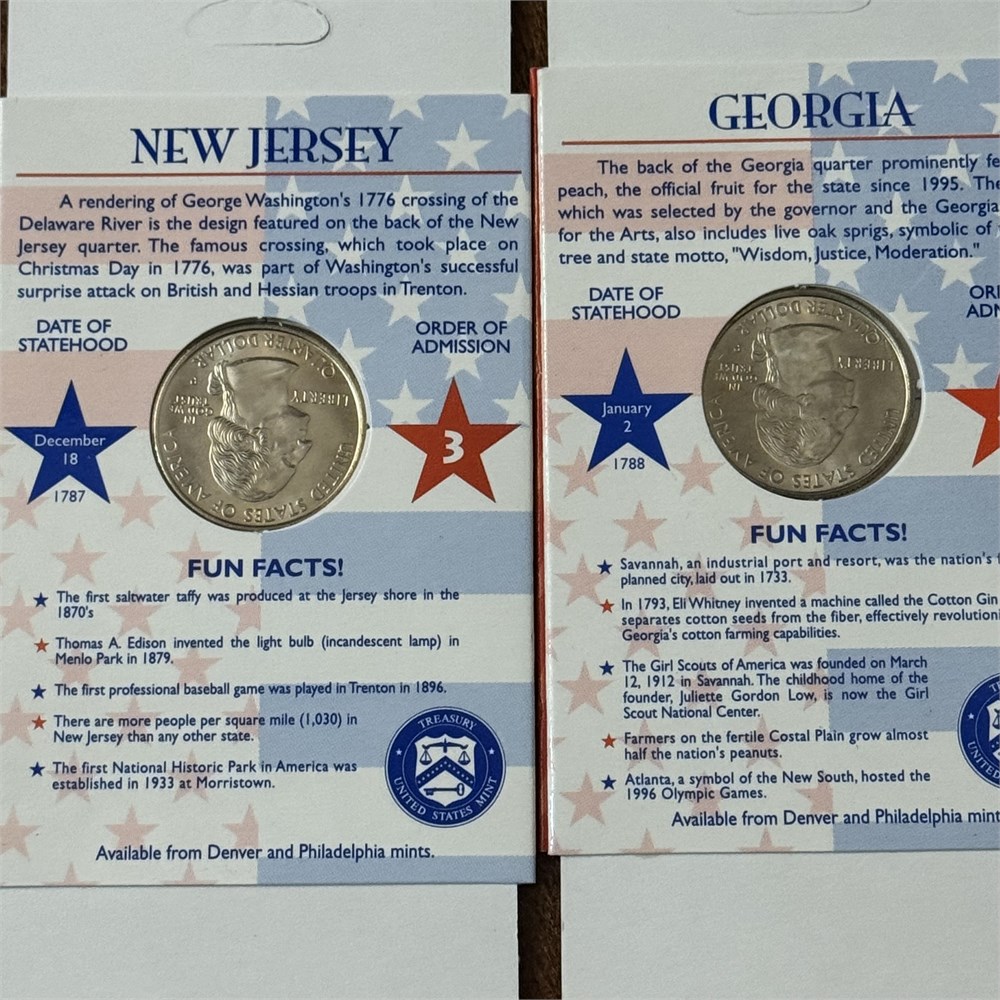 NEW JERSEY
A rendering of George Washington's 1776 crossing of the
Delaware River is the design featured on the back of the New
Jersey quarter. The famous crossing, which took place on
Christmas Day in 1776, was part of Washington's successful
surprise attack on British and Hessian troops in Trenton.
DATE OF
STATEHOOD
ORDER OF
ADMISSION
December
18
1787
3
UNITED STATES OF AMERICA
LIBERTY
IN
GOD WE
TRUST
P
QUARTER DOLLAR
FUN FACTS!
The first saltwater taffy was produced at the Jersey shore in the
1870's
Thomas A. Edison invented the light bulb (incandescent lamp) in
Menlo Park in 1879.
The first professional baseball game was played in Trenton in 1896.
There are more people per square mile (1,030) in
New Jersey than any other state.
The first National Historic Park in America was
established in 1933 at Morristown.
TREASURY
UNITED STATES MINT
Available from Denver and Philadelphia mints.
GEORGIA
The back of the Georgia quarter prominently fe
peach, the official fruit for the state since 1995. The
which was selected by the governor and the Georgia
for the Arts, also includes live oak sprigs, symbolic of
tree and state motto, "Wisdom, Justice, Moderation."
DATE OF
STATEHOOD
January
2
1788
UNITED STATES OF AMERICA
LIBERTY
IN
GOD WE
TRUST
P
QUARTER DOLLAR
FUN FACTS!
Savannah, an industrial port and resort, was the nation's
planned city, laid out in 1733.
In 1793, Eli Whitney invented a machine called the Cotton Gin
separates cotton seeds from the fiber, effectively revolutioni
Georgia's cotton farming capabilities.
The Girl Scouts of America was founded on March
12, 1912 in Savannah. The childhood home of the
founder, Juliette Gordon Low, is now the Girl
Scout National Center.
Farmers on the fertile Costal Plain grow almost
half the nation's peanuts.
Atlanta, a symbol of the New South, hosted the
1996 Olympic Games.
Available from Denver and Philadelphia mint